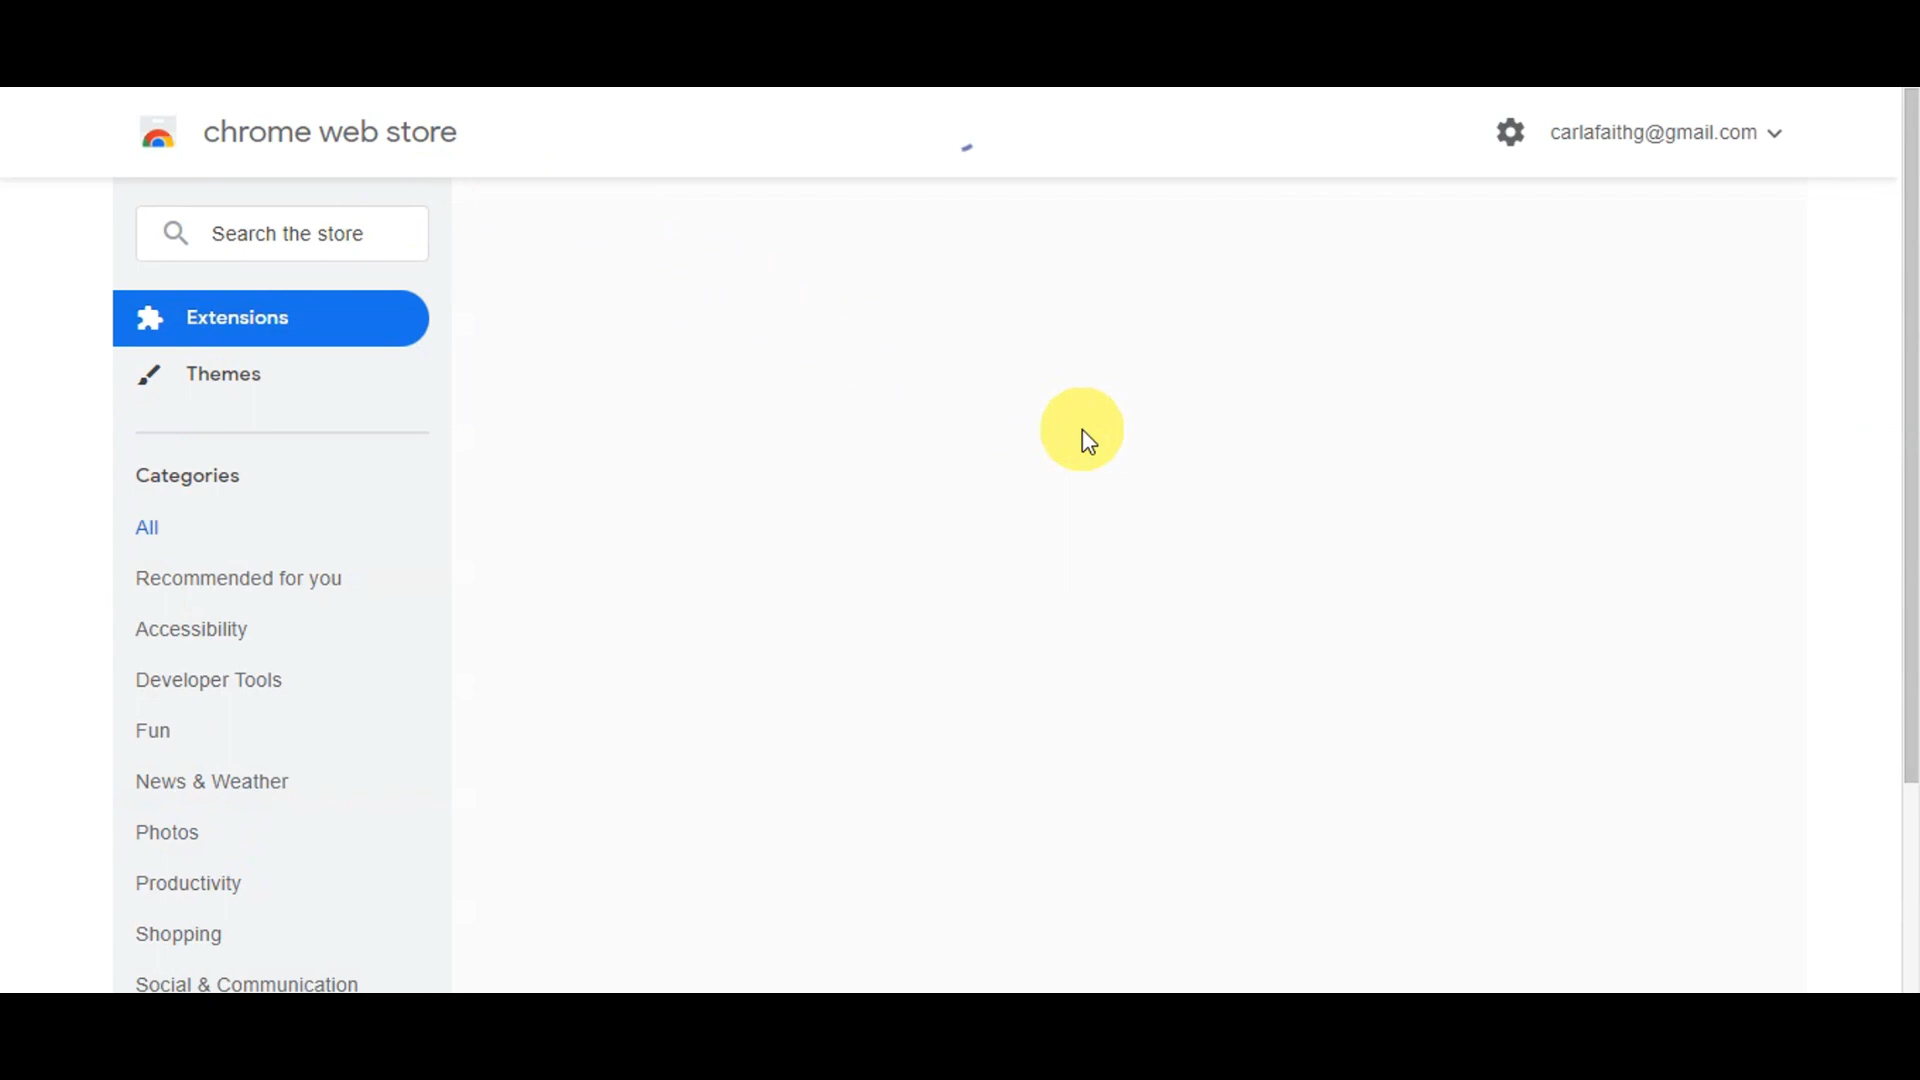 chrome web store
carlafaithg@gmail.com
Search the store
Extensions
Themes
Categories
All
Recommended for you
Accessibility
Developer Tools
Fun
News & Weather
Photos
Productivity
Shopping
Social & Communication